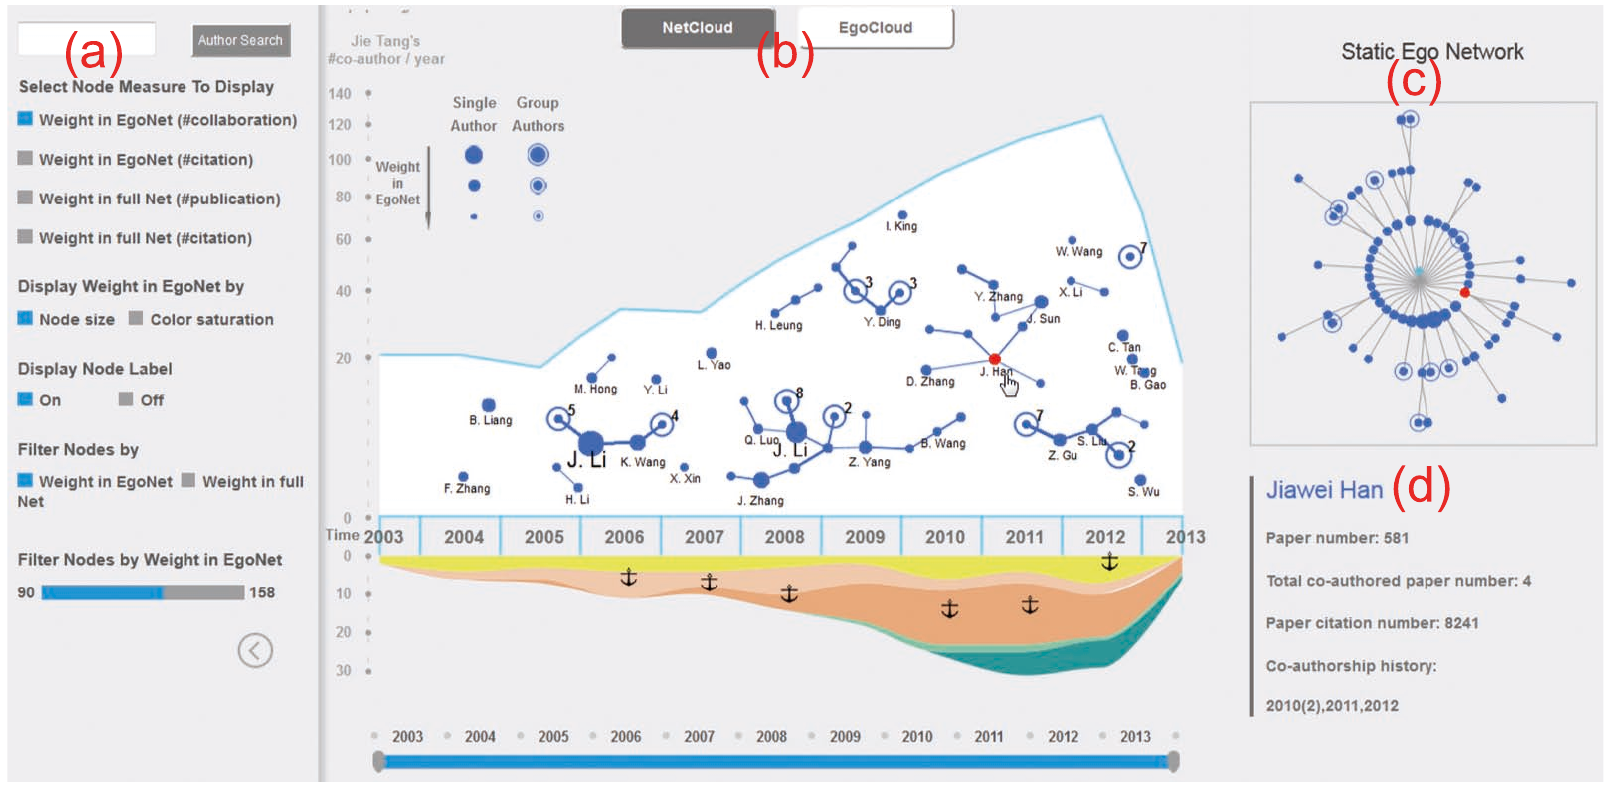 (a)
Author Search
Select Node Measure To Display
Weight in EgoNet (#collaboration)
Weight in EgoNet (#citation)
Weight in full Net (#publication)
Weight in full Net (#citation)
Display Weight in EgoNet by
Node size
Color saturation
Display Node Label
On
Off
Filter Nodes by
Weight in EgoNet
Weight in full
Net
Filter Nodes by Weight in EgoNet
90
158
NetCloud
EgoCloud
(b)
Jie Tang's
#co-author / year
Single
Author
Group
Authors
Weight
in
EgoNet
140
120
100
80
60
40
20
0
I. King
W. Wang
7
3
3
Y. Ding
H. Leung
Y. Zhang
X. Li
J. Sun
L. Yao
M. Hong
Y. Li
D. Zhang
J. Han
C. Tan
W. Tang
B. Gao
B. Liang
5
4
J. Li
K. Wang
8
2
Q. Luo
J. Li
Z. Yang
B. Wang
7
S. Liu
2
Z. Gu
F. Zhang
H. Li
X. Xin
J. Zhang
S. Wu
Time
2003
2004
2005
2006
2007
2008
2009
2010
2011
2012
2013
0
10
20
30
2003
2004
2005
2006
2007
2008
2009
2010
2011
2012
2013
Static Ego Network
(c)
Jiawei Han
(d)
Paper number: 581
Total co-authored paper number: 4
Paper citation number: 8241
Co-authorship history:
2010(2),2011,2012